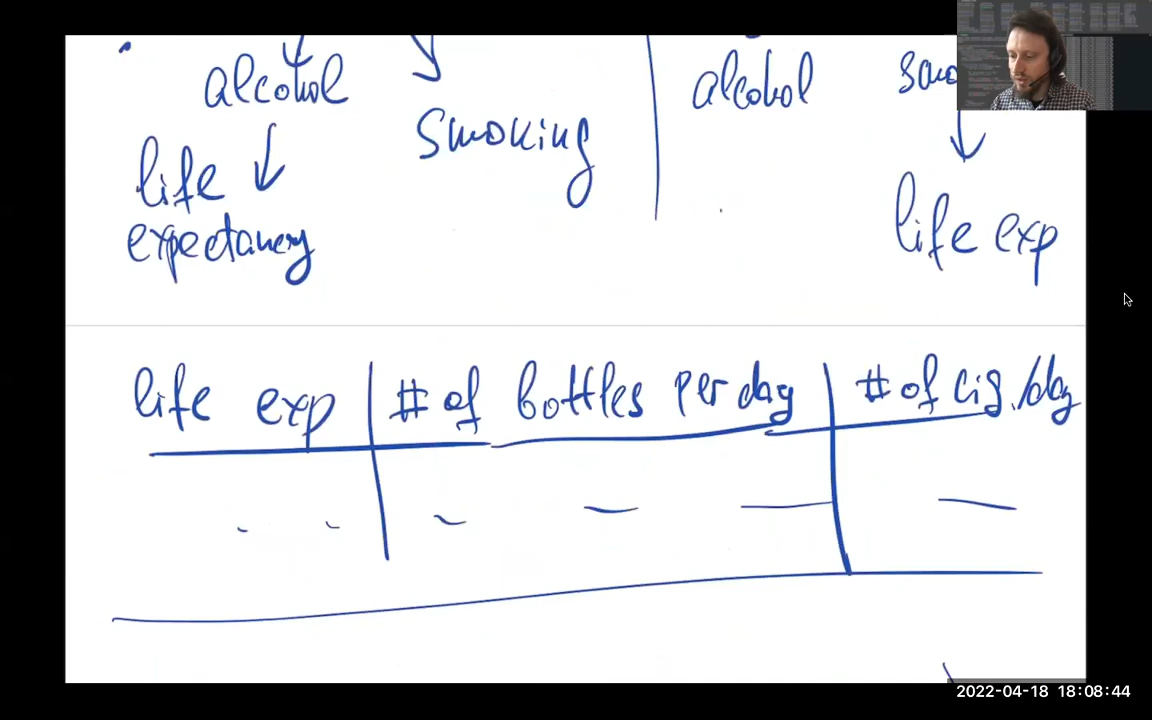 alcohol
smoking
life
expectancy
alcohol
life exp
life exp # of bottles per day # of cig./day
2022-04-18 18:08:44